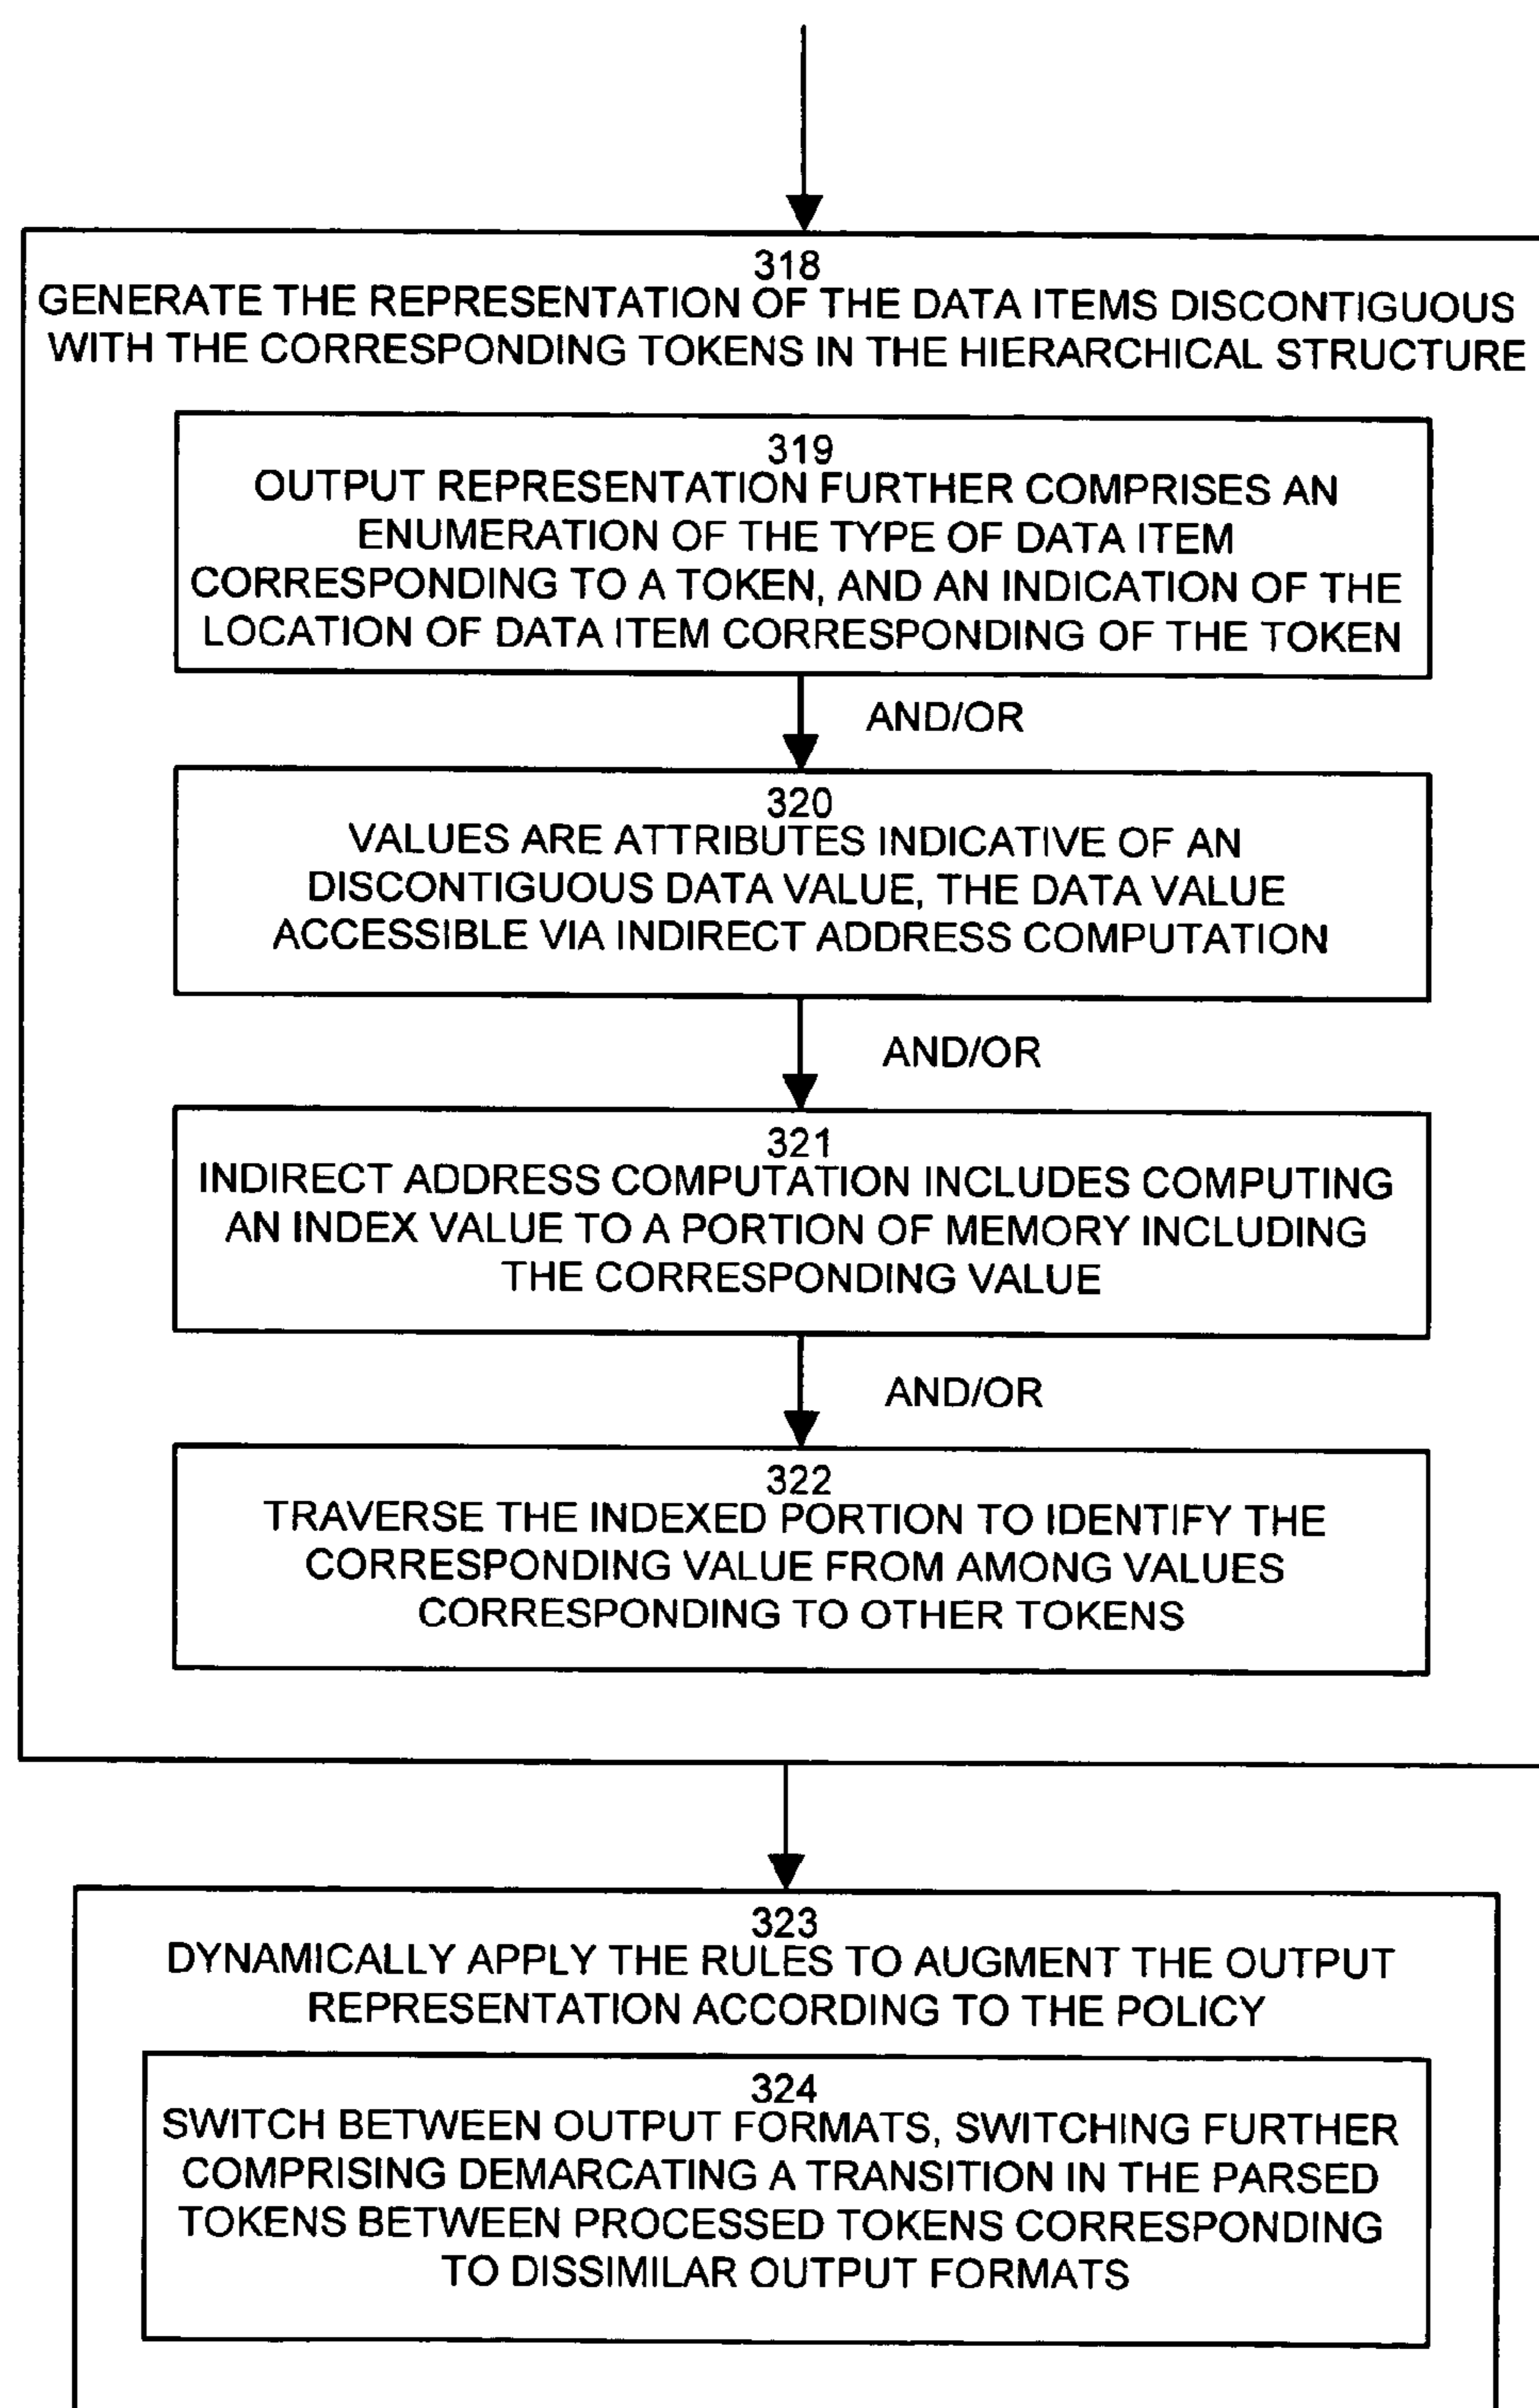 318
GENERATE THE REPRESENTATION OF THE DATA ITEMS DISCONTIGUOUS
WITH THE CORRESPONDING TOKENS IN THE HIERARCHICAL STRUCTURE
319
OUTPUT REPRESENTATION FURTHER COMPRISES AN
ENUMERATION OF THE TYPE OF DATA ITEM
CORRESPONDING TO A TOKEN, AND AN INDICATION OF THE
LOCATION OF DATA ITEM CORRESPONDING OF THE TOKEN
AND/OR
320
VALUES ARE ATTRIBUTES INDICATIVE OF AN
DISCONTIGUOUS DATA VALUE, THE DATA VALUE
ACCESSIBLE VIA INDIRECT ADDRESS COMPUTATION
AND/OR
321
INDIRECT ADDRESS COMPUTATION INCLUDES COMPUTING
AN INDEX VALUE TO A PORTION OF MEMORY INCLUDING
THE CORRESPONDING VALUE
AND/OR
322
TRAVERSE THE INDEXED PORTION TO IDENTIFY THE
CORRESPONDING VALUE FROM AMONG VALUES
CORRESPONDING TO OTHER TOKENS
323
DYNAMICALLY APPLY THE RULES TO AUGMENT THE OUTPUT
REPRESENTATION ACCORDING TO THE POLICY
324
SWITCH BETWEEN OUTPUT FORMATS, SWITCHING FURTHER
COMPRISING DEMARCATING A TRANSITION IN THE PARSED
TOKENS BETWEEN PROCESSED TOKENS CORRESPONDING
TO DISSIMILAR OUTPUT FORMATS